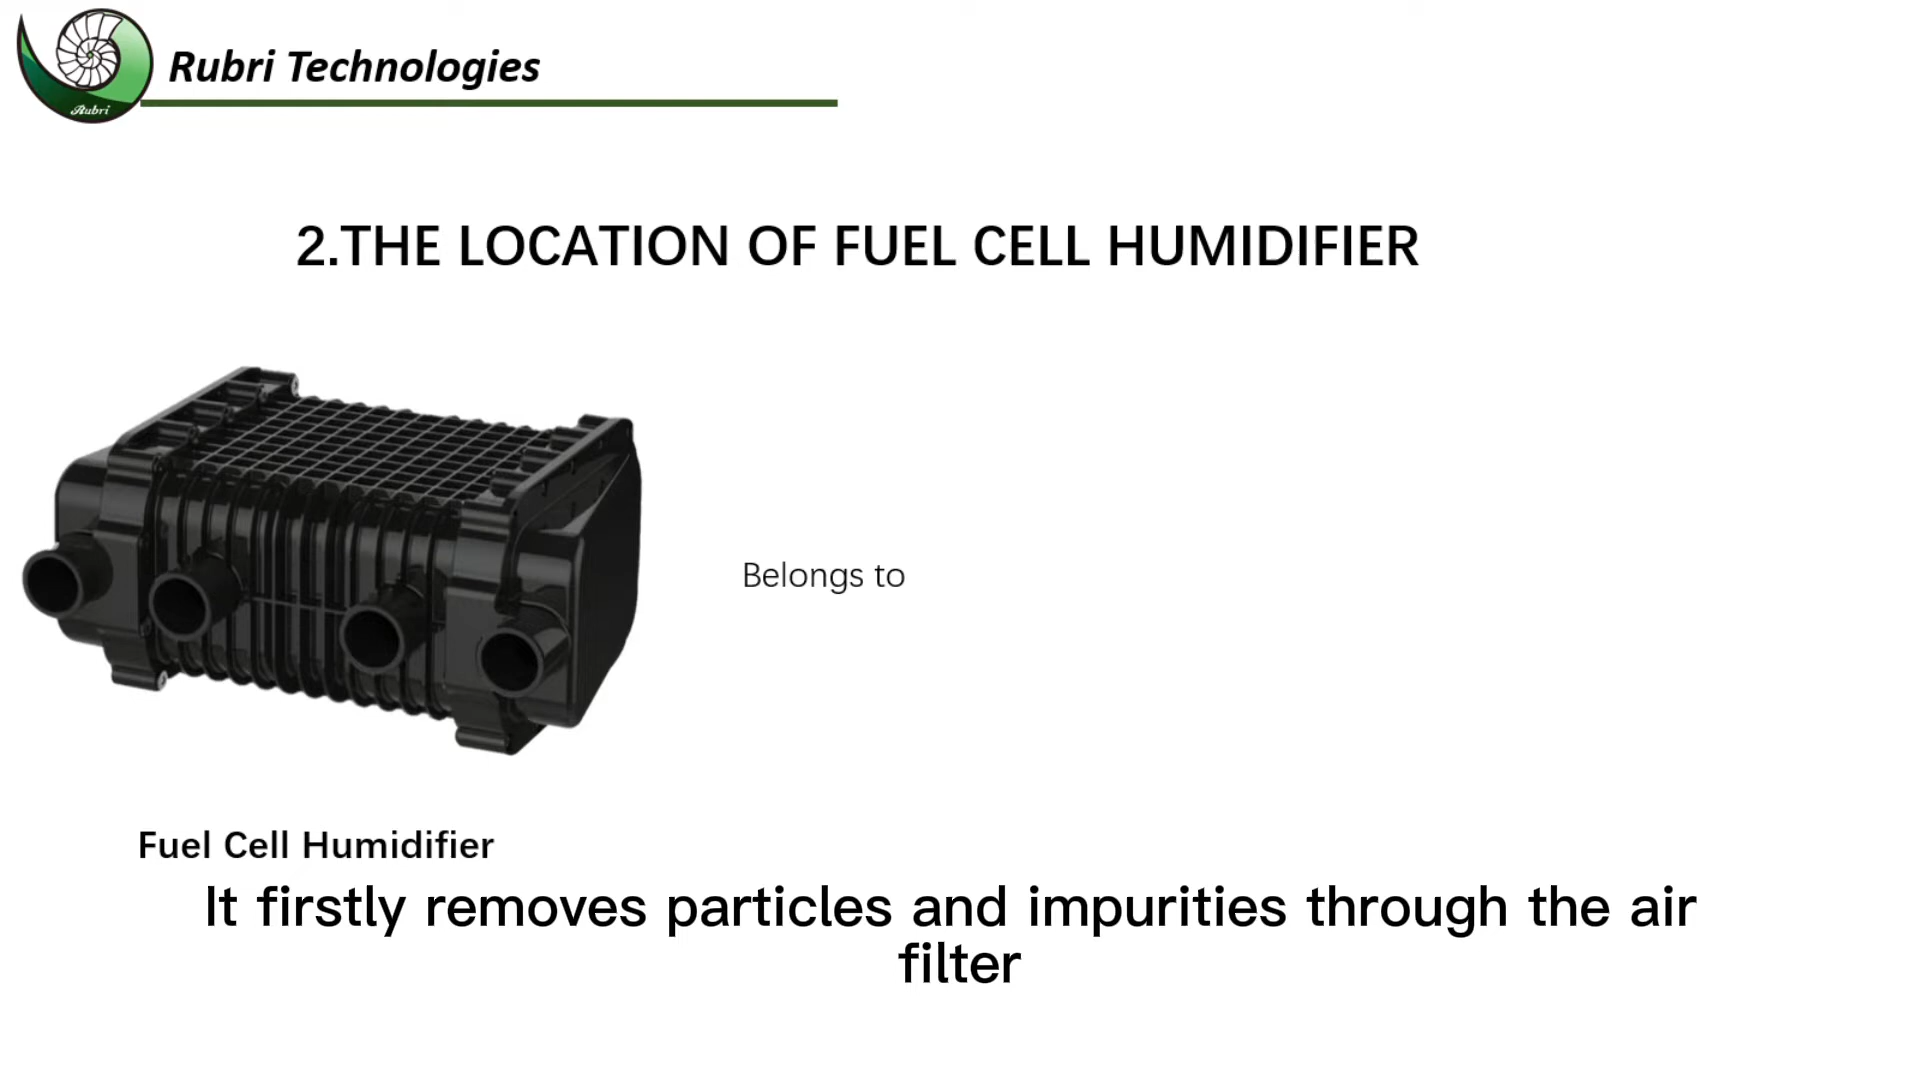 Rubri Technologies
Rubri
2.THE LOCATION OF FUEL CELL HUMIDIFIER
Belongs to
Fuel Cell Humidifier
It firstly removes particles and impurities through the air
filter